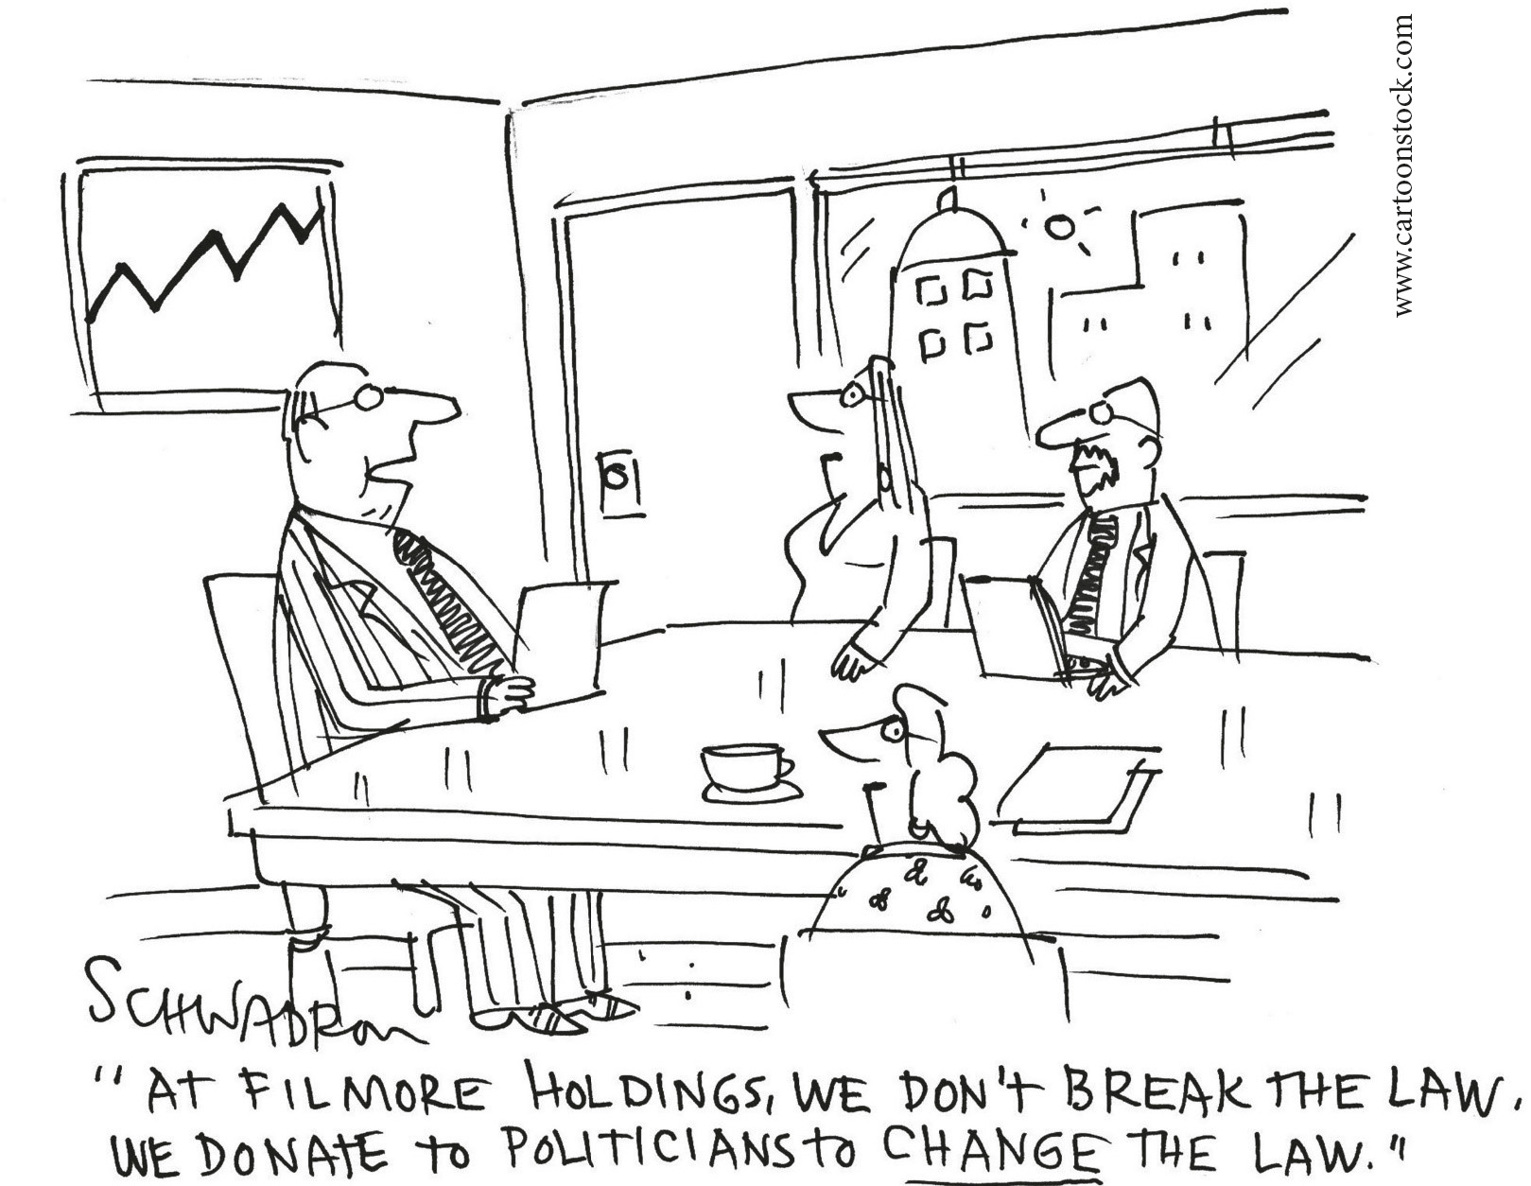 www.cartoonstock.com
SCHWADRON
"AT FILMORE HOLDINGS, WE DON'T BREAK THE LAW.
WE DONATE TO POLITICIANS TO CHANGE THE LAW."